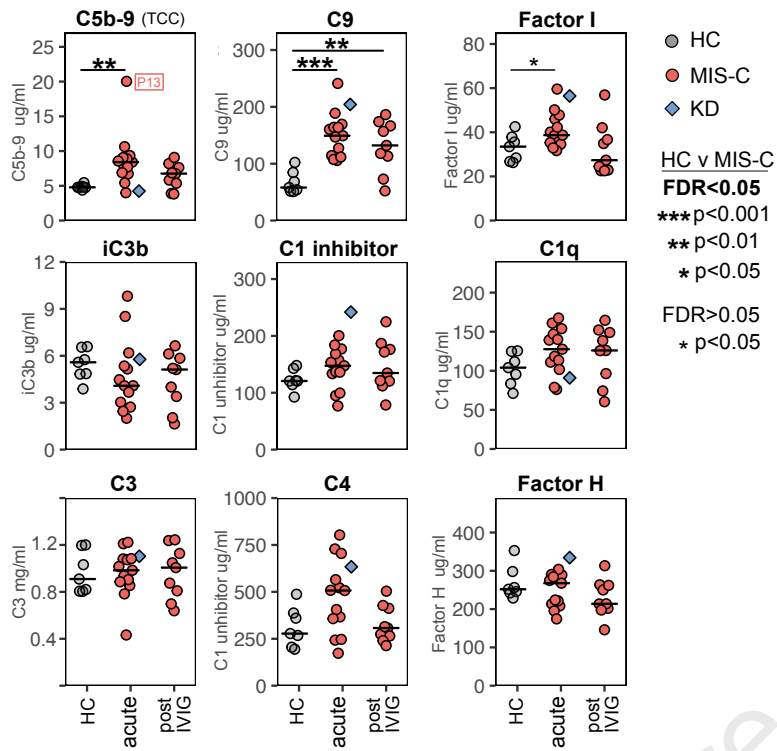 C5b-9 (TCC)
C9
Factor I
C5b-9 ug/ml
25
20
15
10
5
0
**
P13
C9 ug/ml
300
200
100
0
**
***
Factor I ug/ml
80
60
40
20
0
*
HC
MIS-C
KD
HC v MIS-C
FDR<0.05
***p<0.001
** p<0.01
* p<0.05
FDR>0.05
* p<0.05
iC3b
C1 inhibitor
C1q
iC3b ug/ml
12
9
6
3
0
C1 unhibitor ug/ml
300
200
100
0
C1q ug/ml
200
150
100
50
0
C3
C4
Factor H
C3 mg/ml
1.2
0.8
0.4
C1 unhibitor ug/ml
1000
750
500
250
0
Factor H ug/ml
400
300
200
100
0
HC
acute
post
IVIG
HC
acute
post
IVIG
HC
acute
post
IVIG